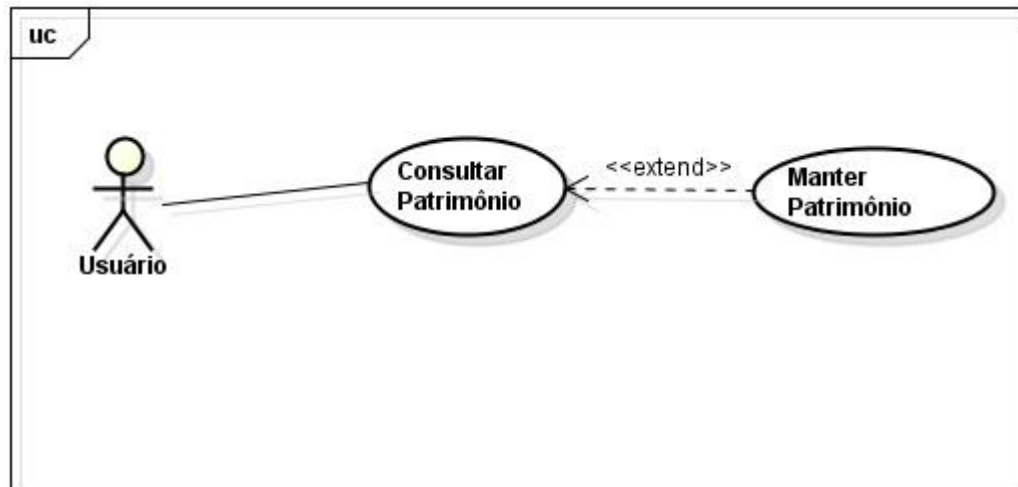 uc
Usuário
Consultar
Patrimônio
<<extend>>
Manter
Patrimônio